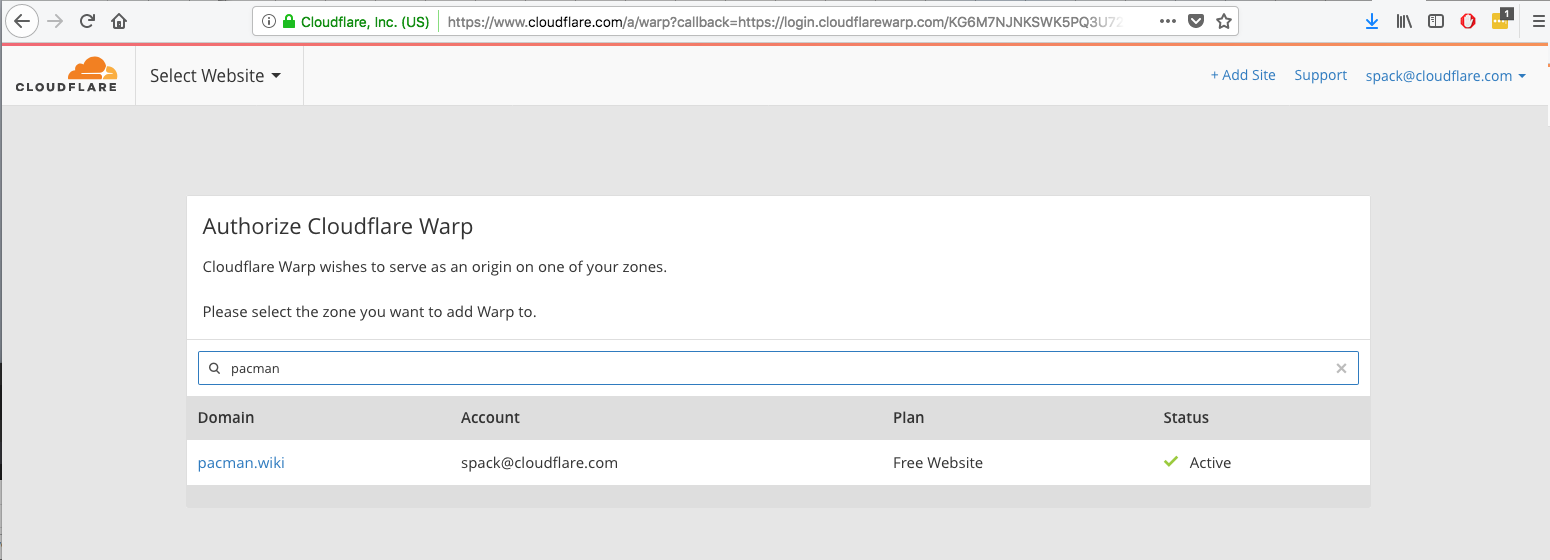 Cloudflare, Inc. (US) https://www.cloudflare.com/a/warp?callback=https://login.cloudflarewarp.com/KG6M7NJNKSWK5PQ3U72
1
CLOUDFLARE Select Website + Add Site Support spack@cloudflare.com
Authorize Cloudflare Warp
Cloudflare Warp wishes to serve as an origin on one of your zones.
Please select the zone you want to add Warp to.
pacman
Domain Account Plan Status
pacman.wiki spack@cloudflare.com Free Website Active